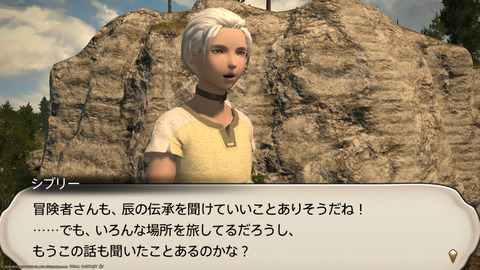 シブリー
冒険者さんも、辰の伝承を聞けていいことありそうだね！
……でも、いろんな場所を旅してるだろうし、
もうこの話も聞いたことあるのかな？